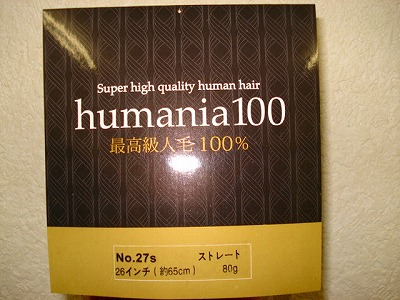 Super high quality human hair
humania100
最高級人毛100%
No.27s ストレート
26インチ(約65cm) 80g